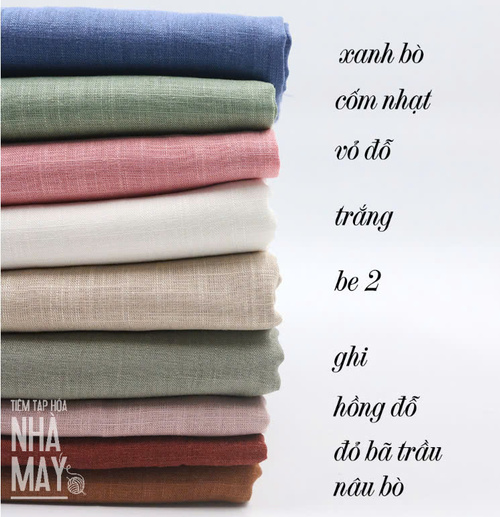 xanh bò
cốm nhạt
vỏ đỗ
trắng
be 2
ghi
hồng đỗ
đỏ bã trầu
nâu bò
TIỆM TẠP HÓA
NHÀ
MAY